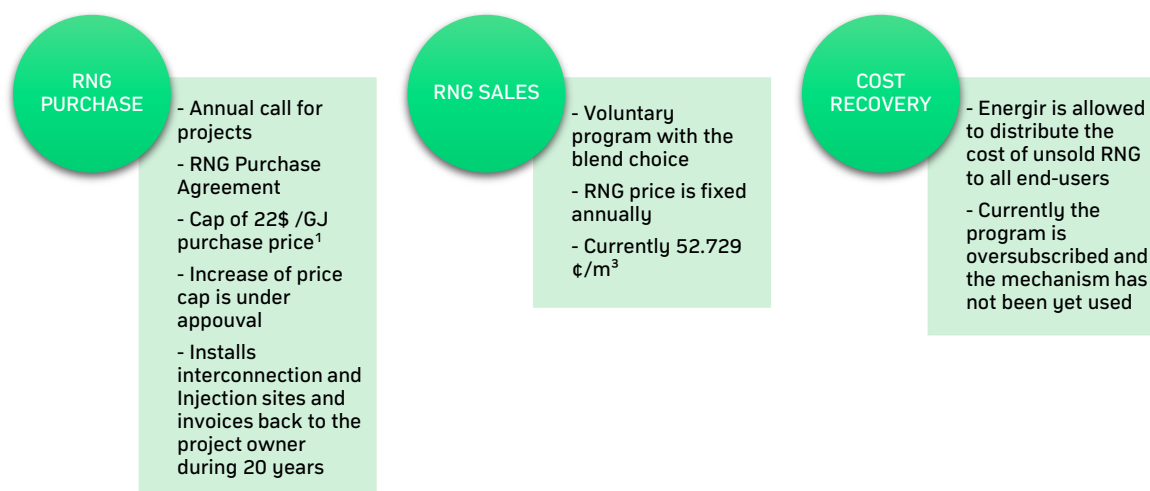 RNG
PURCHASE
- Annual call for
projects
- RNG Purchase
Agreement
- Cap of 22$ /GJ
purchase price¹
- Increase of price
cap is under
appouval
- Installs
interconnection and
Injection sites and
invoices back to the
project owner
during 20 years
RNG SALES
- Voluntary
program with the
blend choice
- RNG price is fixed
annually
- Currently 52.729
¢/m³
COST
RECOVERY
- Energir is allowed
to distribute the
cost of unsold RNG
to all end-users
- Currently the
program is
oversubscribed and
the mechanism has
not been yet used